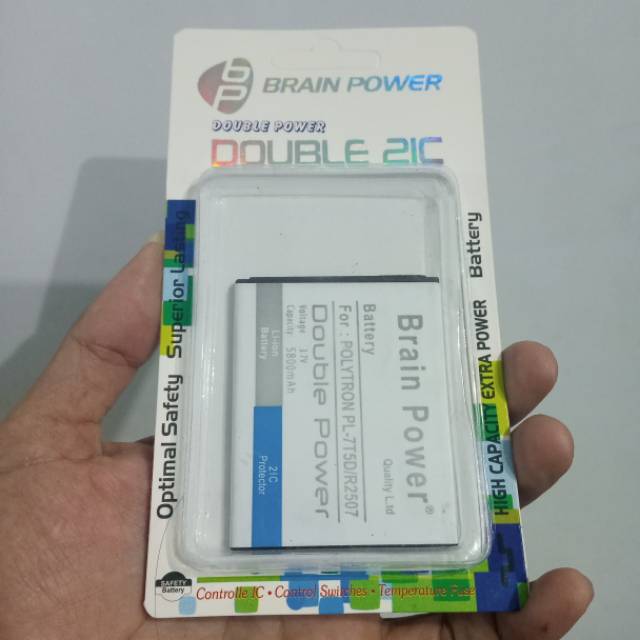 BP
BRAIN POWER
DOUBLE POWER
DOUBLE 2IC
Optimal Safety Superior Lasting
HIGH CAPACITY EXTRA POWER Battery
Brain Power®
Quality Ltd
Battery
For : POLYTRON PL-7T5D/R2507
Double Power
Voltage 3.7V
Capacity 5800mAh
Li-ion
Battery
2IC
Protector
SAFETY
Battery
Controlle IC • Control Switches • Temperature Fuse